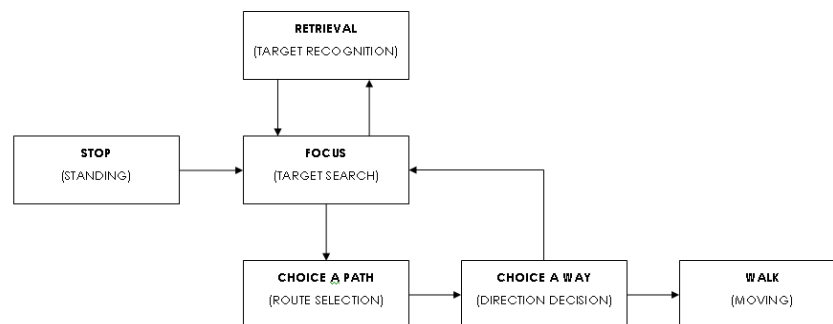 RETRIEVAL
(TARGET RECOGNITION)
STOP
(STANDING)
FOCUS
(TARGET SEARCH)
CHOICE A PATH
(ROUTE SELECTION)
CHOICE A WAY
(DIRECTION DECISION)
WALK
(MOVING)